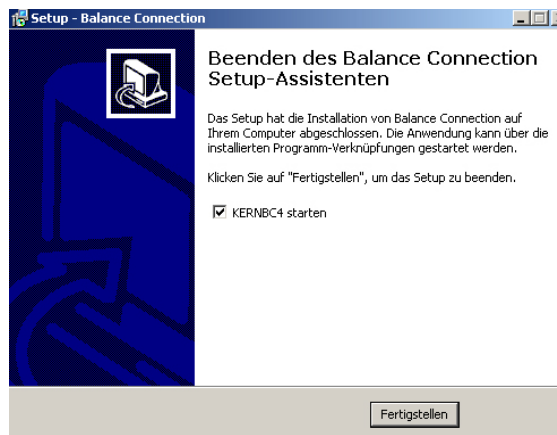 Setup - Balance Connection
Beenden des Balance Connection
Setup-Assistenten
Das Setup hat die Installation von Balance Connection auf
Ihrem Computer abgeschlossen. Die Anwendung kann über die
installierten Programm-Verknüpfungen gestartet werden.
Klicken Sie auf "Fertigstellen", um das Setup zu beenden.
KERNBC4 starten
Fertigstellen